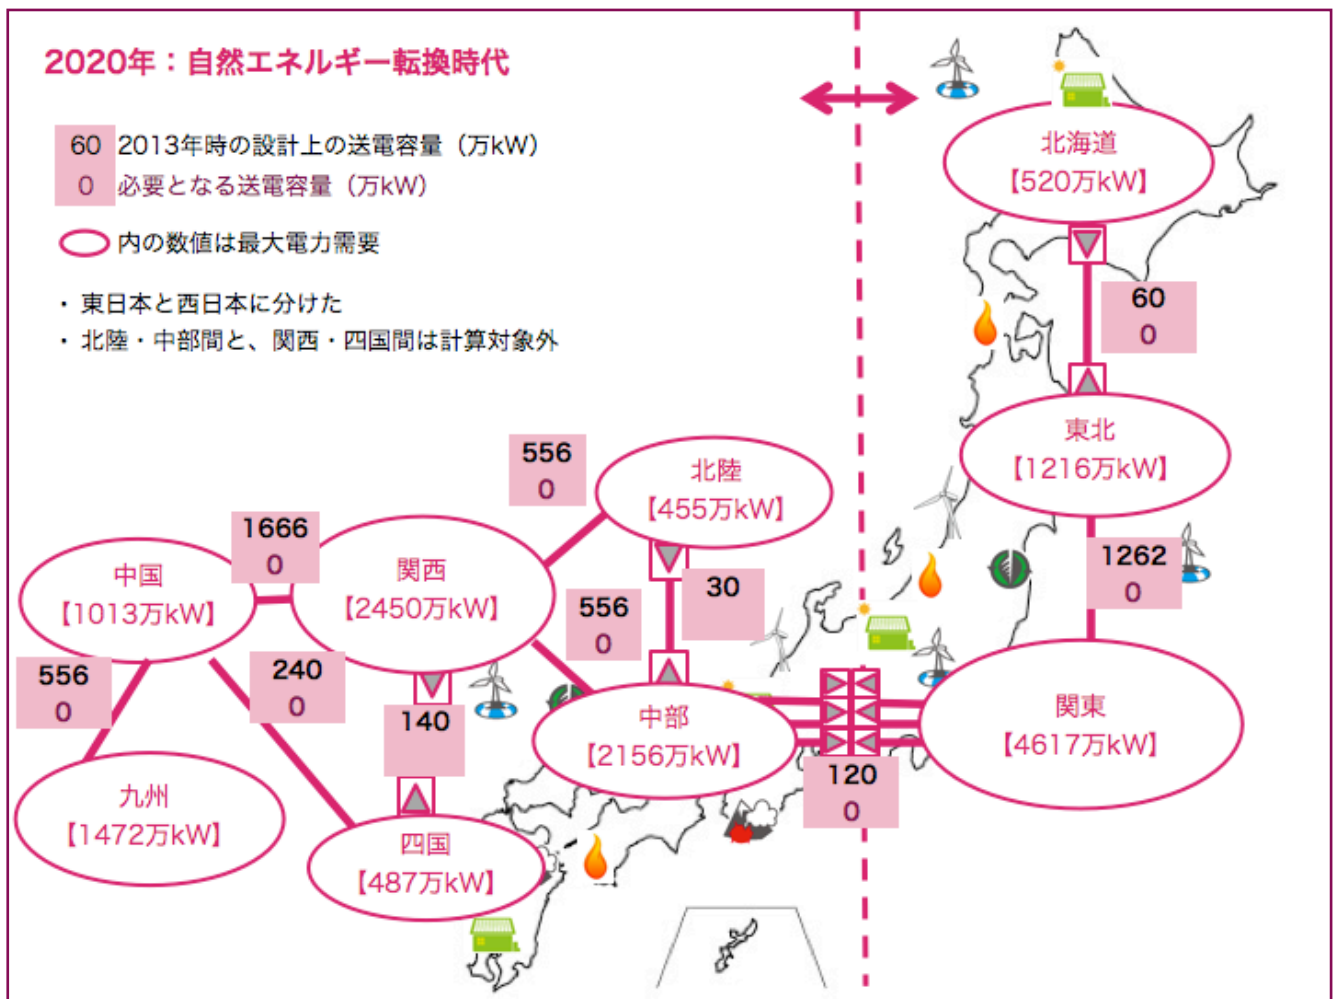 2020年：自然エネルギー転換時代
60 2013年時の設計上の送電容量（万kW）
0 必要となる送電容量（万kW）
内の数値は最大電力需要
・ 東日本と西日本に分けた
・ 北陸・中部間と、関西・四国間は計算対象外
北海道
【520万kW】
60
0
東北
【1216万kW】
1262
0
関東
【4617万kW】
120
0
北陸
【455万kW】
556
0
30
中部
【2156万kW】
556
0
関西
【2450万kW】
1666
0
中国
【1013万kW】
556
0
240
0
140
九州
【1472万kW】
四国
【487万kW】